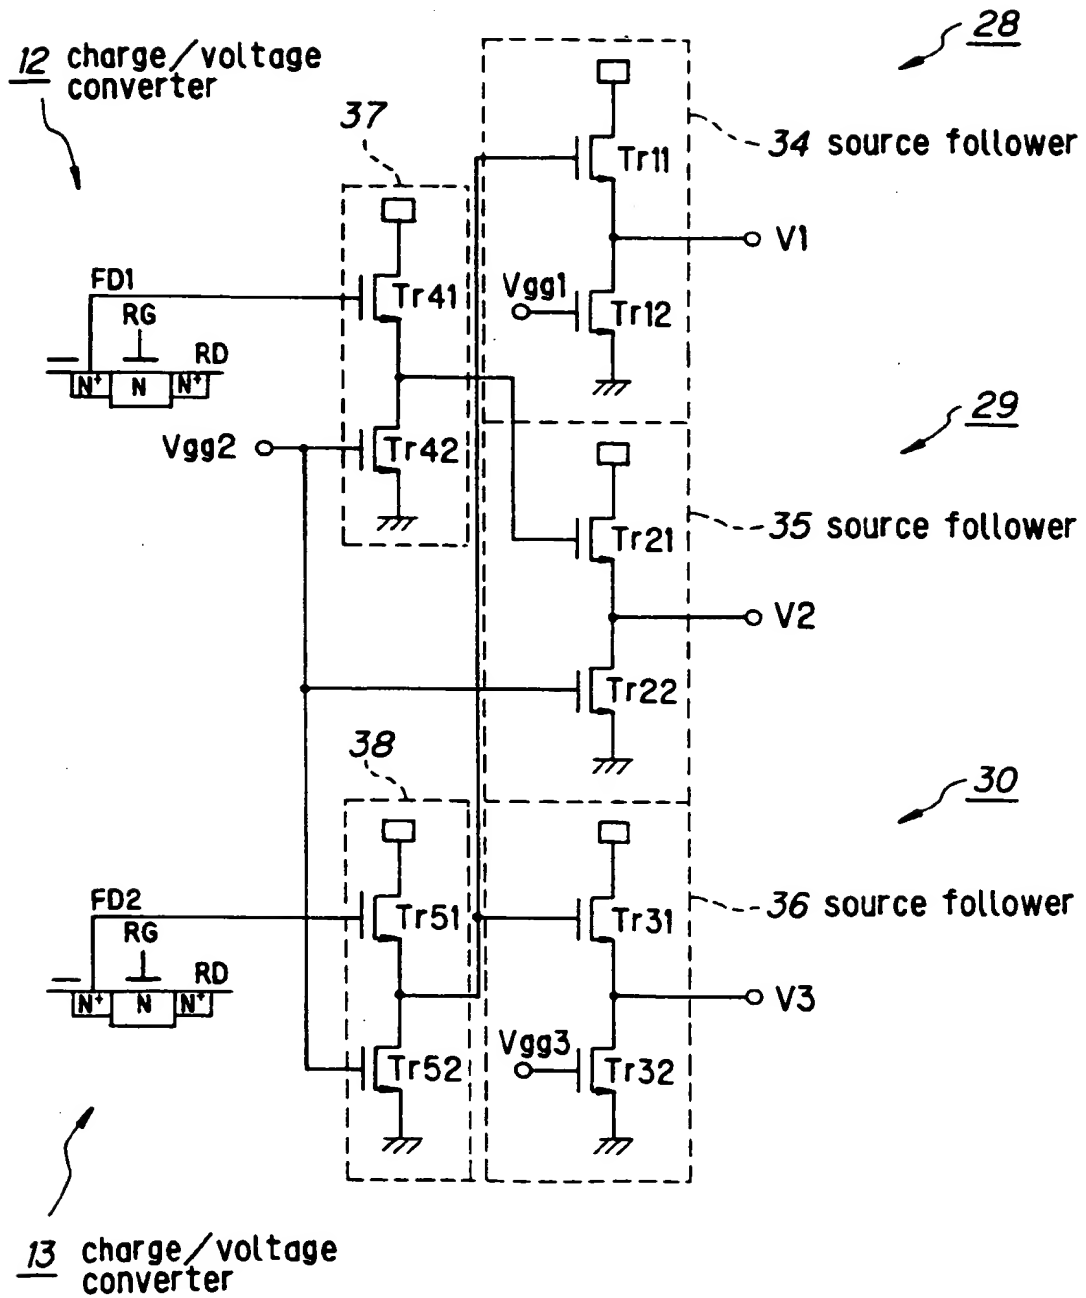 28
12 charge/voltage
converter
37
34 source follower
Tr11
V1
Vgg1
Tr12
FD1
RG
RD
N+ N N+
Tr41
Vgg2
Tr42
29
35 source follower
Tr21
V2
Tr22
38
30
FD2
RG
RD
N+ N N+
Tr51
36 source follower
Tr31
V3
Vgg3
Tr52
Tr32
13 charge/voltage
converter